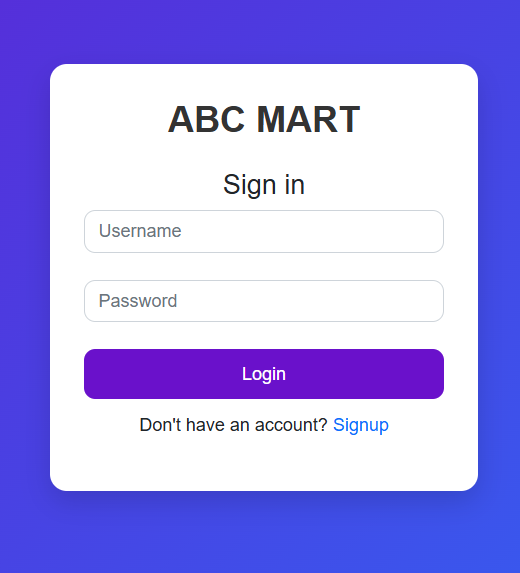 ABC MART
Sign in
Username
Password
Login
Don't have an account? Signup